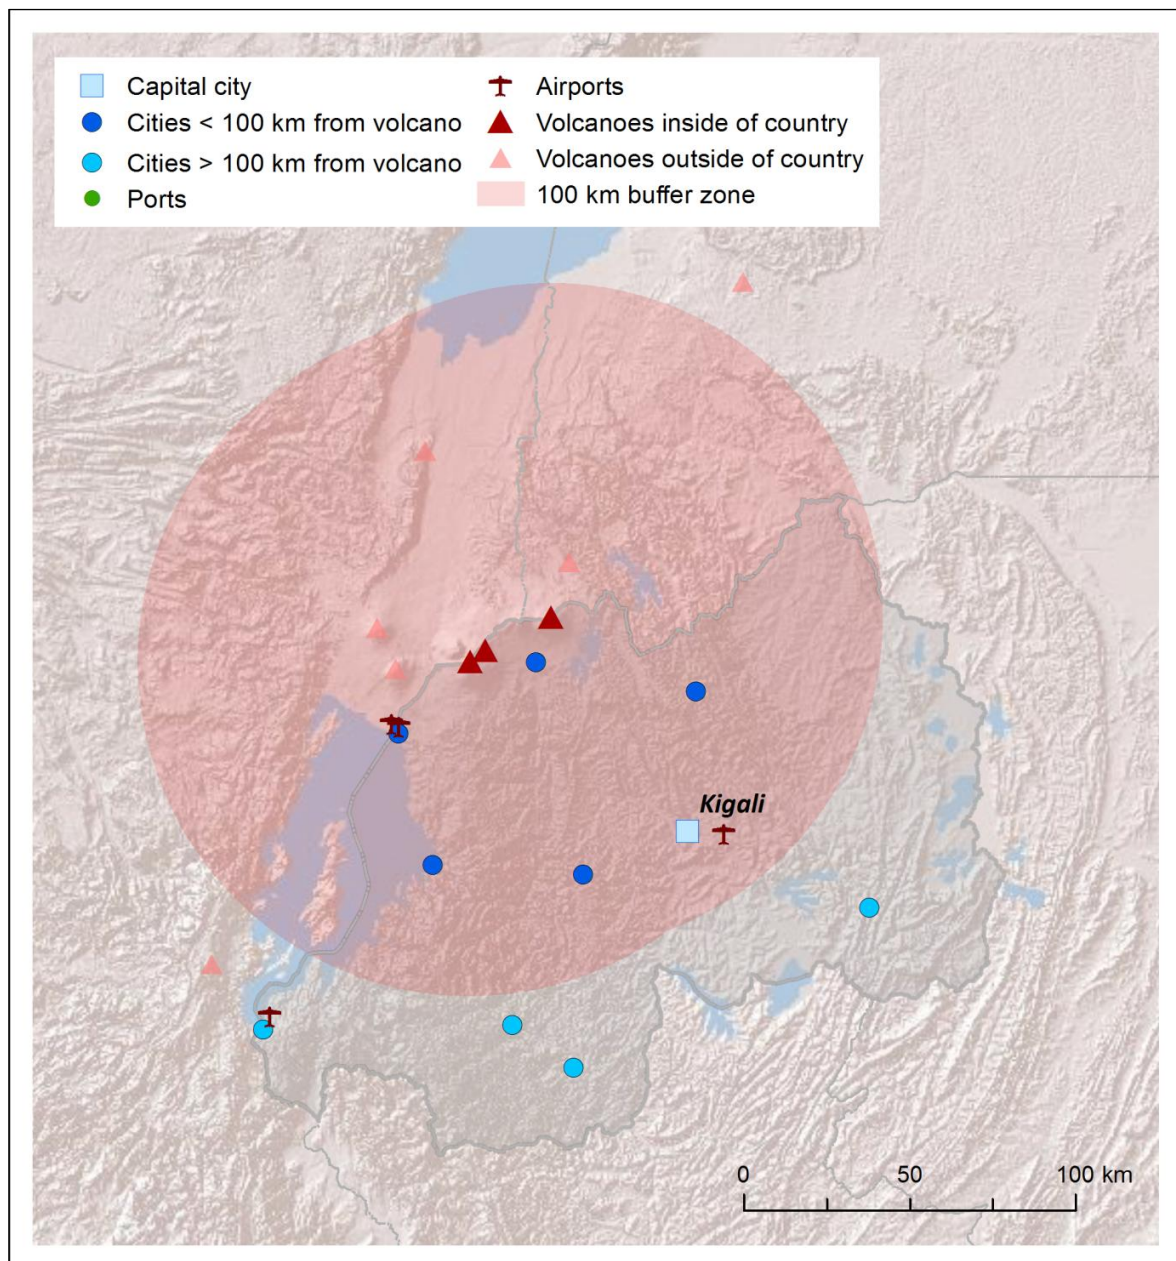 Capital city
Cities < 100 km from volcano
Cities > 100 km from volcano
Ports
Airports
Volcanoes inside of country
Volcanoes outside of country
100 km buffer zone
Kigali
0 50 100 km